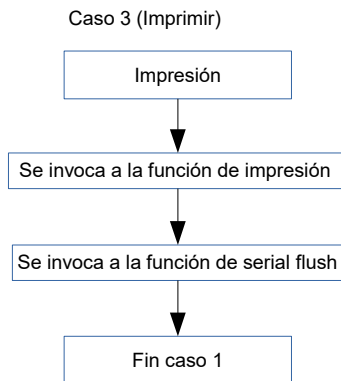 Caso 3 (Imprimir)
Impresión
Se invoca a la función de impresión
Se invoca a la función de serial flush
Fin caso 1